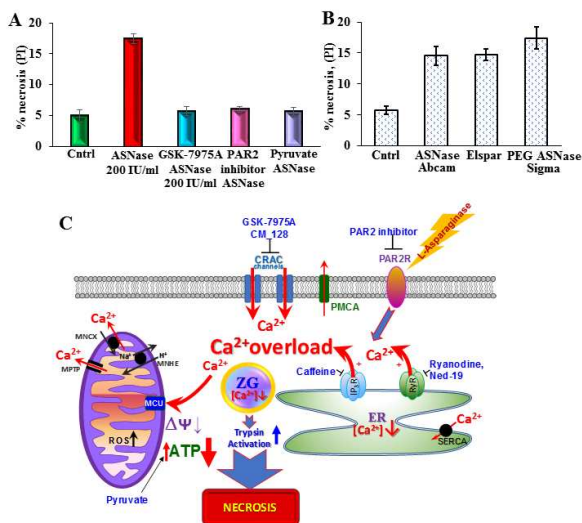 A
% necrosis (PI)
20
15
10
5
0
Cntrl
ASNase
200 IU/ml
GSK-7975A
ASNase
200 IU/ml
PAR2
inhibitor
ASNase
Pyruvate
ASNase
B
% necrosis, (PI)
20
15
10
5
0
Cntrl
ASNase
Abcam
Elspar
PEG ASNase
Sigma
C
GSK-7975A
CM_128
CRAC
channels
PMCA
PAR2 inhibitor
PAR2R
L-Asparaginase
Ca²⁺
Ca²⁺overload
Ca²⁺
MNCX
Na⁺
H⁺
MNHE
Ca²⁺
MPTP
MCU
ROS
Pyruvate
Ca²⁺
ΔΨ↓
ATP
ZG
[Ca²⁺]↓
Trypsin
Activation
NECROSIS
Ca²⁺
+
+
Caffeine
IP₃R
RyR
Ryanodine,
Ned-19
ER
[Ca²⁺]
Ca²⁺
SERCA